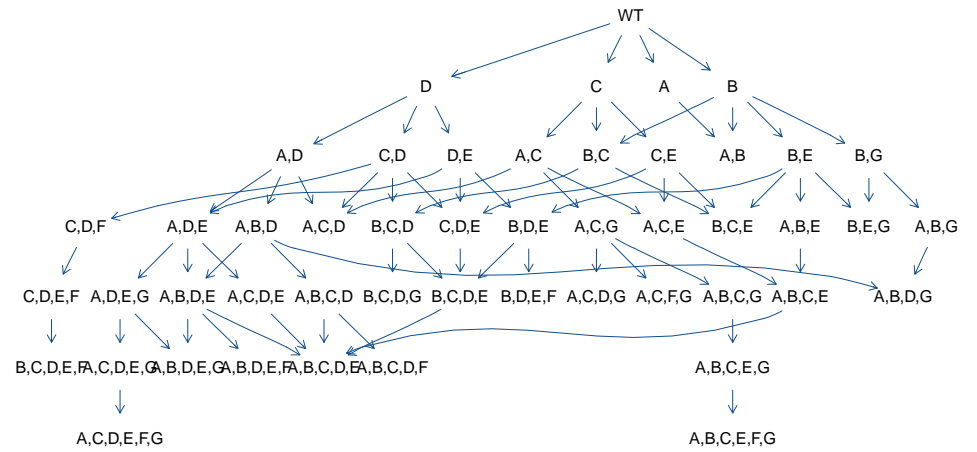 WT
D C A B
A,D C,D D,E A,C B,C C,E A,B B,E B,G
C,D,F A,D,E A,B,D A,C,D B,C,D C,D,E B,D,E A,C,G A,C,E B,C,E A,B,E B,E,G A,B,G
C,D,E,F A,D,E,G A,B,D,E A,C,D,E A,B,C,D B,C,D,G B,C,D,E B,D,E,F A,C,D,G A,C,F,G A,B,C,G A,B,C,E A,B,D,G
B,C,D,E,F A,C,D,E,G A,B,D,E,G A,B,D,E,F A,B,C,D,E A,B,C,D,F A,B,C,E,G
A,C,D,E,F,G A,B,C,E,F,G